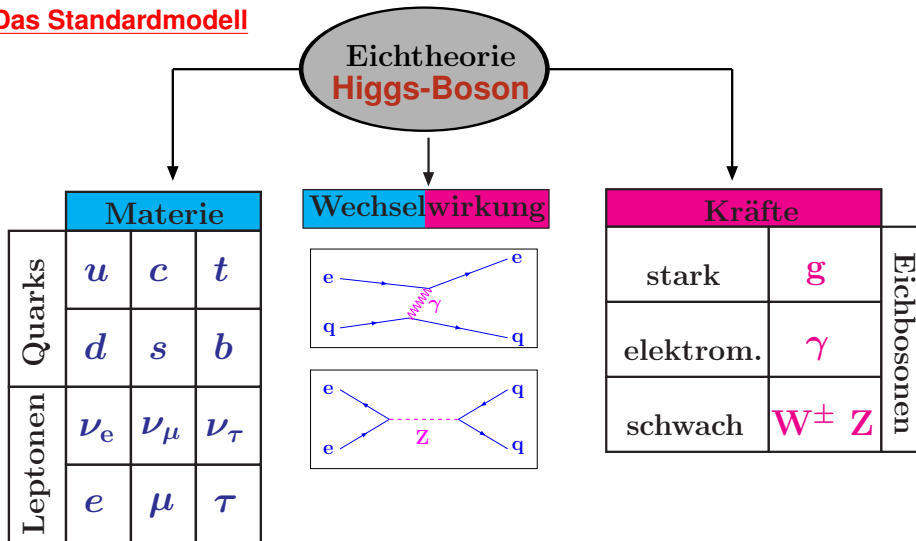 Das Standardmodell
Eichtheorie
Higgs-Boson
Materie
Quarks
u c t
d s b
Leptonen
νe νμ ντ
e μ τ
Wechselwirkung
e e
γ
q q
e q
Z
e q
Kräfte
stark g
elektrom. γ
schwach W± Z
Eichbosonen